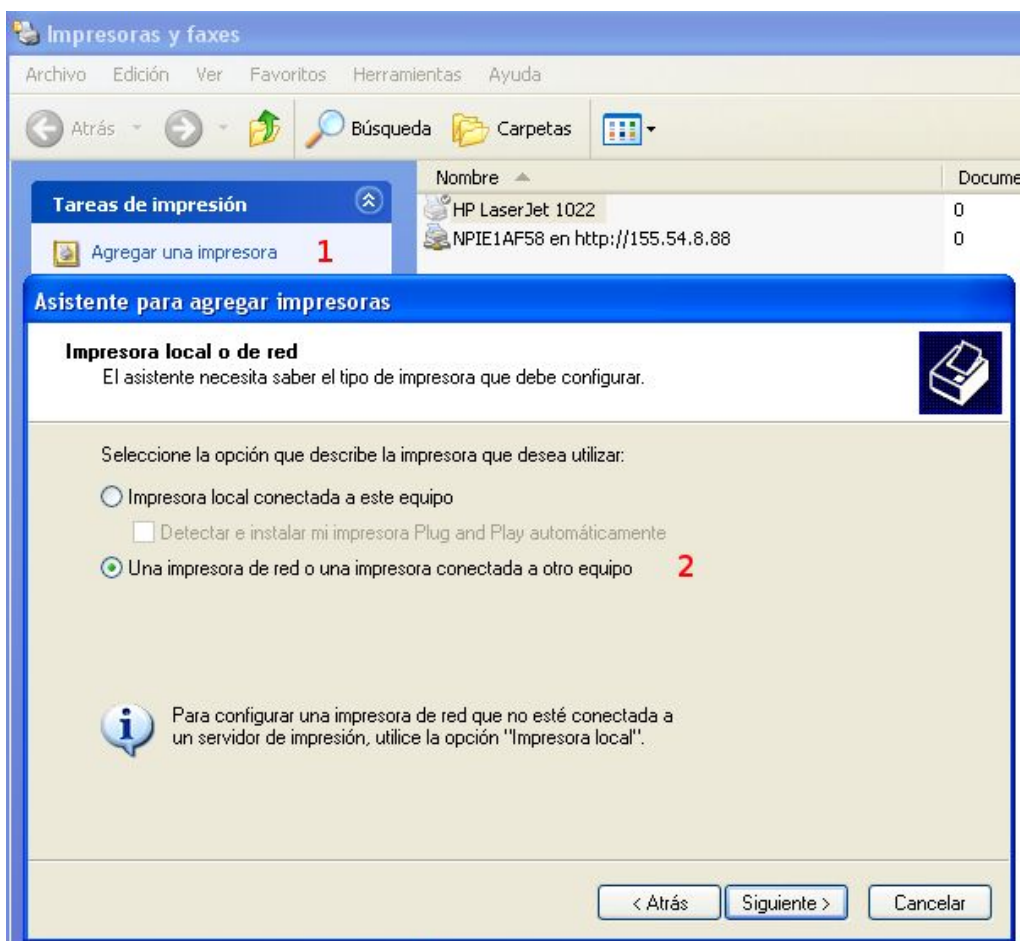 Impresoras y faxes
Archivo Edición Ver Favoritos Herramientas Ayuda
Atrás Búsqueda Carpetas
Nombre Docume
Tareas de impresión
HP LaserJet 1022 0
NPIE1AF58 en http://155.54.8.88 0
Agregar una impresora 1
Asistente para agregar impresoras
Impresora local o de red
El asistente necesita saber el tipo de impresora que debe configurar.
Seleccione la opción que describe la impresora que desea utilizar:
Impresora local conectada a este equipo
Detectar e instalar mi impresora Plug and Play automáticamente
Una impresora de red o una impresora conectada a otro equipo 2
Para configurar una impresora de red que no esté conectada a
un servidor de impresión, utilice la opción "Impresora local".
< Atrás Siguiente > Cancelar